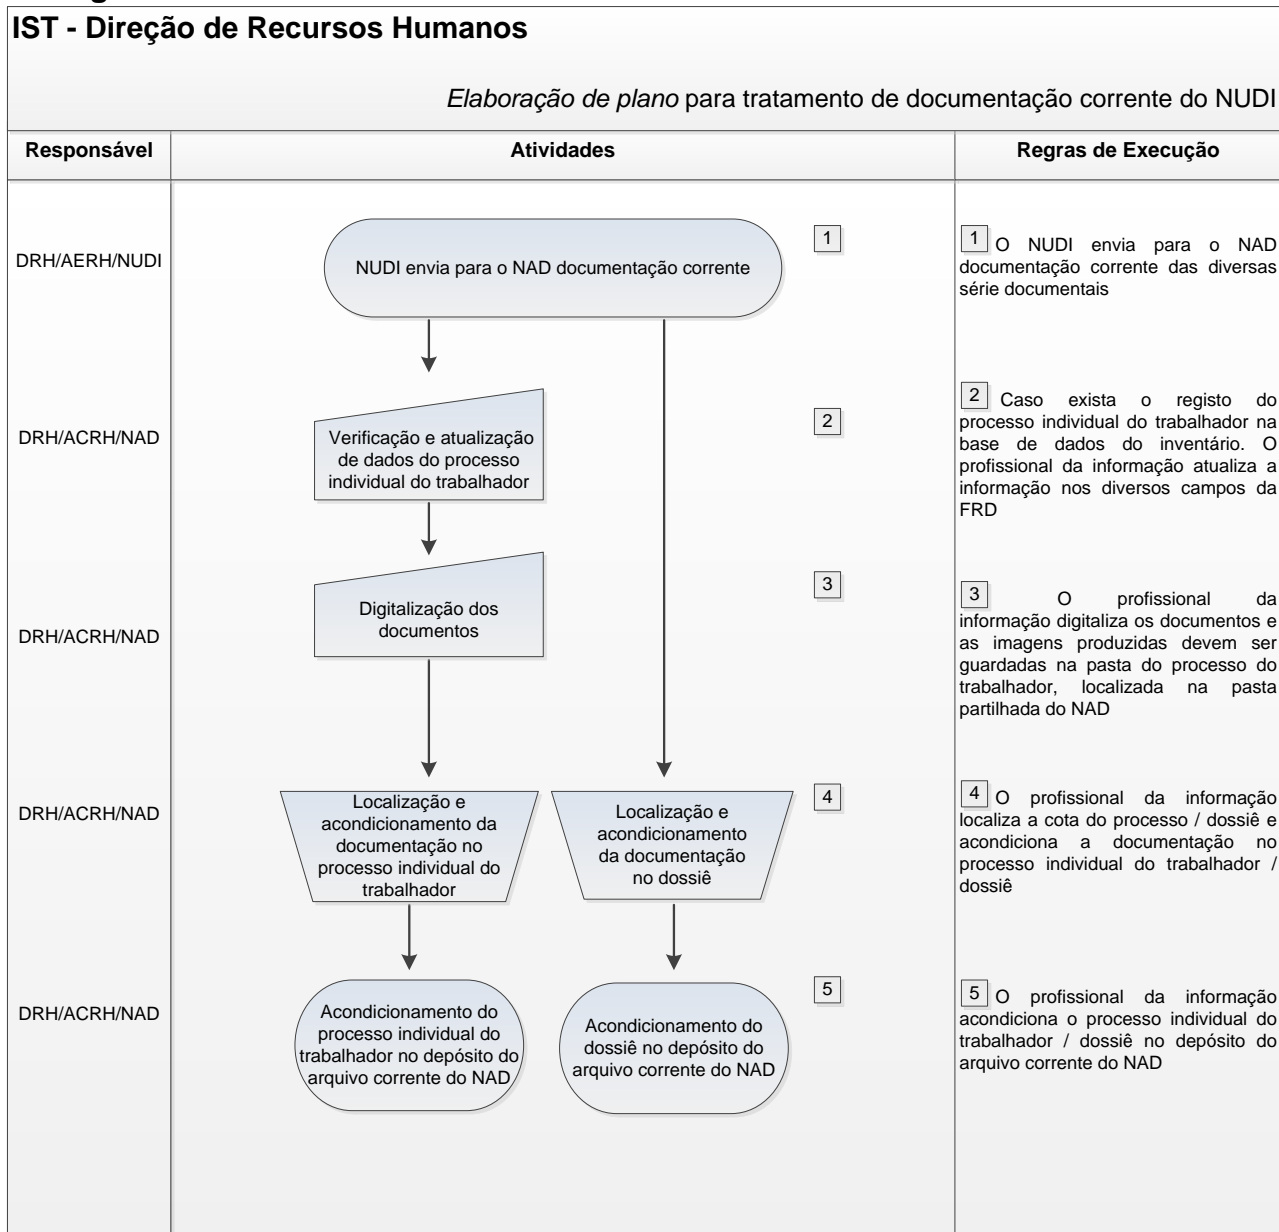 IST - Direção de Recursos Humanos
Elaboração de plano para tratamento de documentação corrente do NUDI
Responsável
Atividades
Regras de Execução
DRH/AERH/NUDI
NUDI envia para o NAD documentação corrente
1
1 O NUDI envia para o NAD
documentação corrente das diversas
série documentais
DRH/ACRH/NAD
Verificação e atualização
de dados do processo
individual do trabalhador
2
2 Caso exista o registo do
processo individual do trabalhador na
base de dados do inventário. O
profissional da informação atualiza a
informação nos diversos campos da
FRD
DRH/ACRH/NAD
Digitalização dos
documentos
3
3 O profissional da
informação digitaliza os documentos e
as imagens produzidas devem ser
guardadas na pasta do processo do
trabalhador, localizada na pasta
partilhada do NAD
DRH/ACRH/NAD
Localização e
acondicionamento da
documentação no
processo individual do
trabalhador
Localização e
acondicionamento
da documentação
no dossiê
4
4 O profissional da informação
localiza a cota do processo / dossiê e
acondiciona a documentação no
processo individual do trabalhador /
dossiê
DRH/ACRH/NAD
Acondicionamento do
processo individual do
trabalhador no depósito do
arquivo corrente do NAD
Acondicionamento do
dossiê no depósito do
arquivo corrente do NAD
5
5 O profissional da informação
acondiciona o processo individual do
trabalhador / dossiê no depósito do
arquivo corrente do NAD